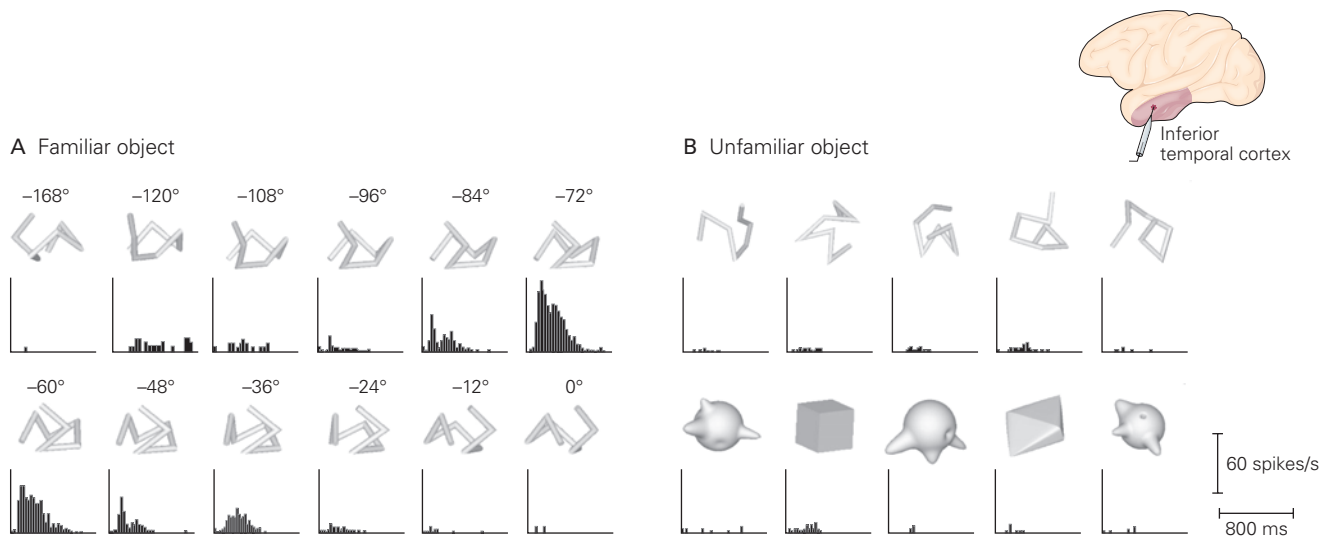 Inferior
temporal cortex
A Familiar object
B Unfamiliar object
–168° –120° –108° –96° –84° –72°
–60° –48° –36° –24° –12° 0°
60 spikes/s
800 ms